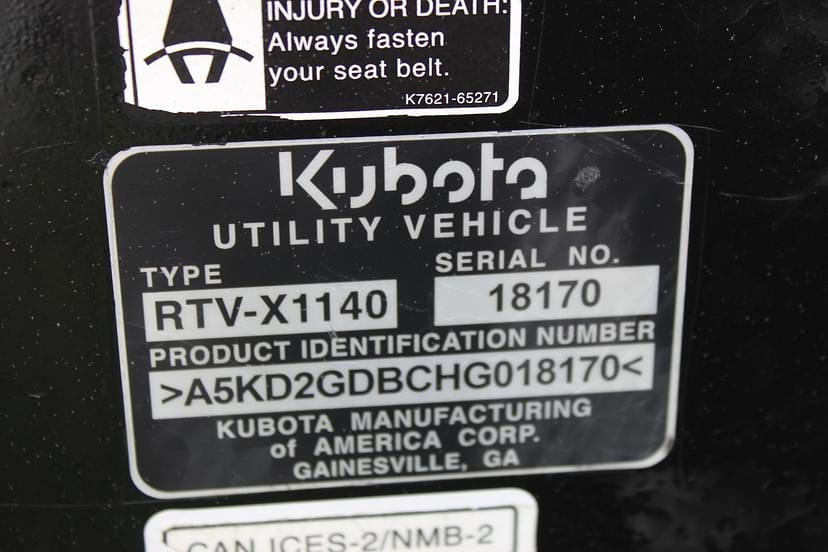 INJURY OR DEATH:
Always fasten
your seat belt.
K7621-65271
Kubota
UTILITY VEHICLE
TYPE
SERIAL NO.
RTV-X1140
18170
PRODUCT IDENTIFICATION NUMBER
>A5KD2GDBCHG018170<
KUBOTA MANUFACTURING
of AMERICA CORP.
GAINESVILLE, GA
CAN ICES-2/NMB-2